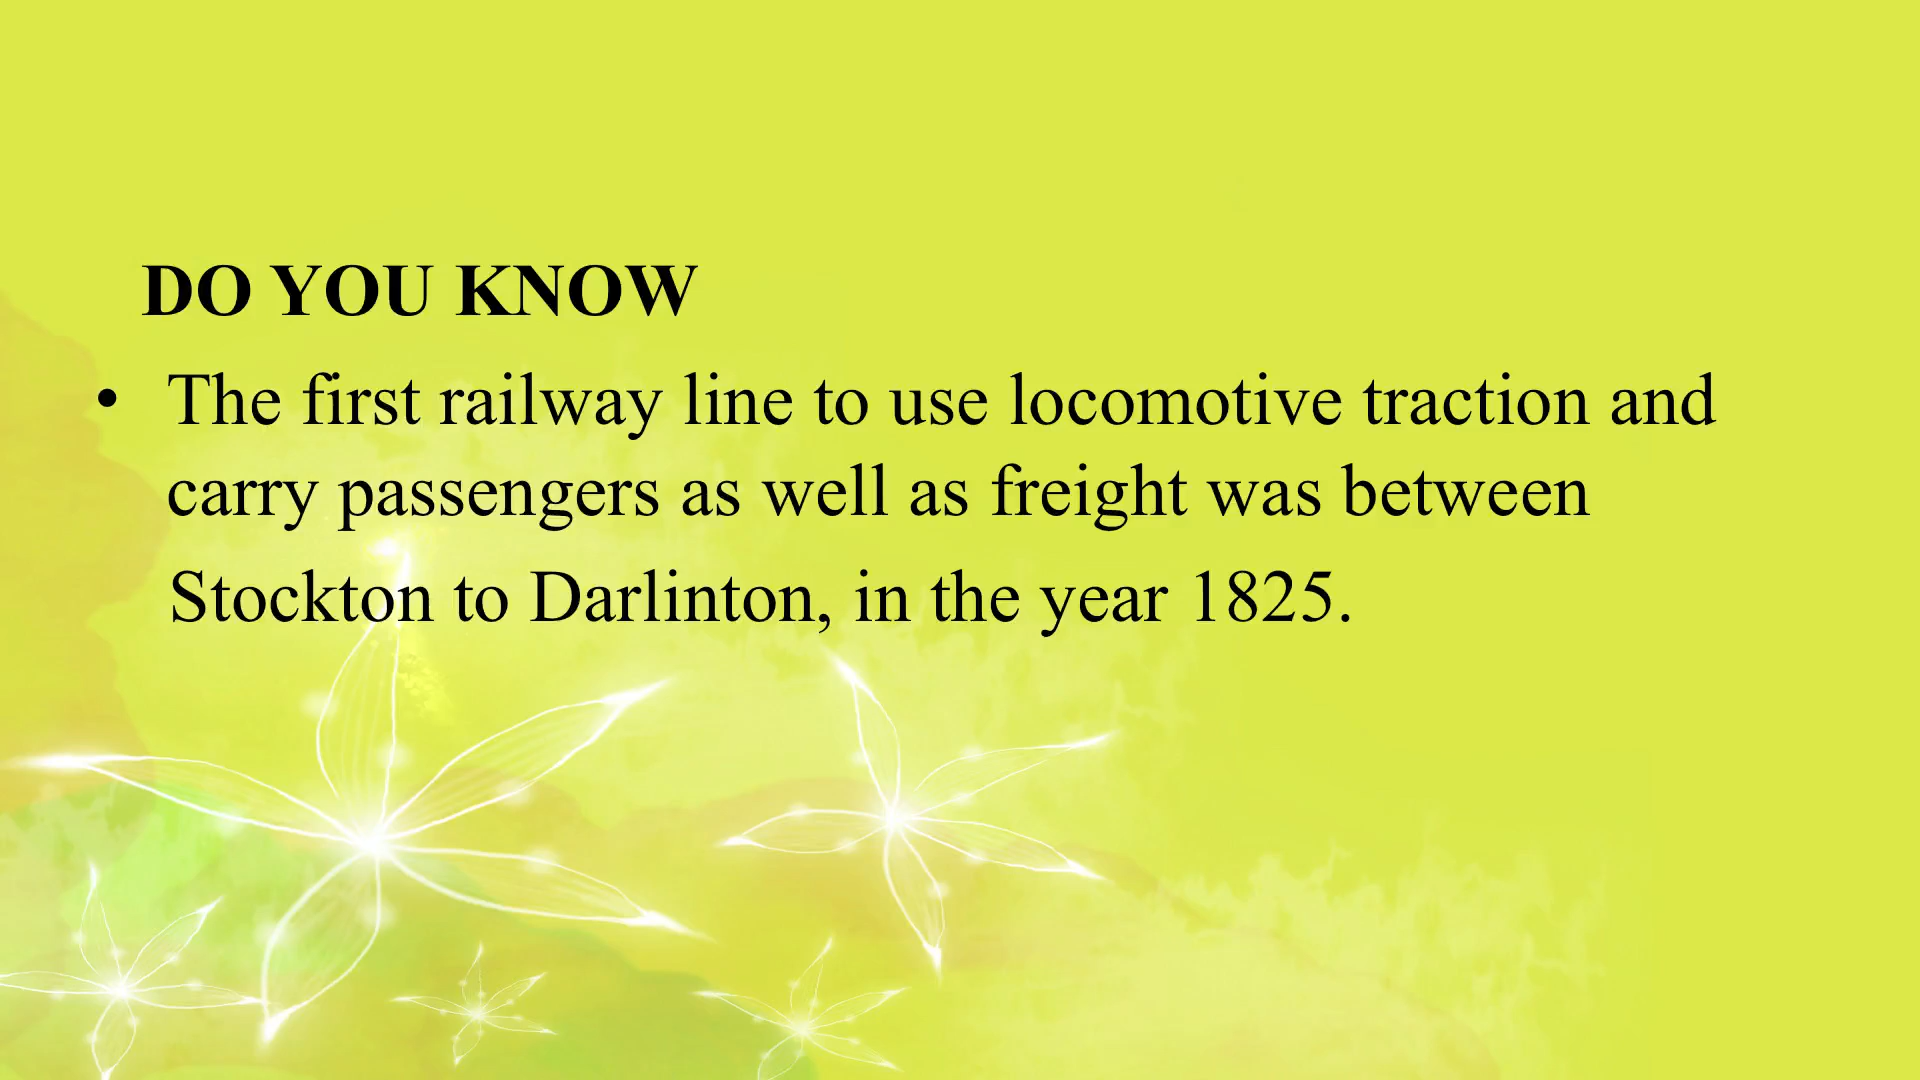 DO YOU KNOW
• The first railway line to use locomotive traction and
carry passengers as well as freight was between
Stockton to Darlinton, in the year 1825.